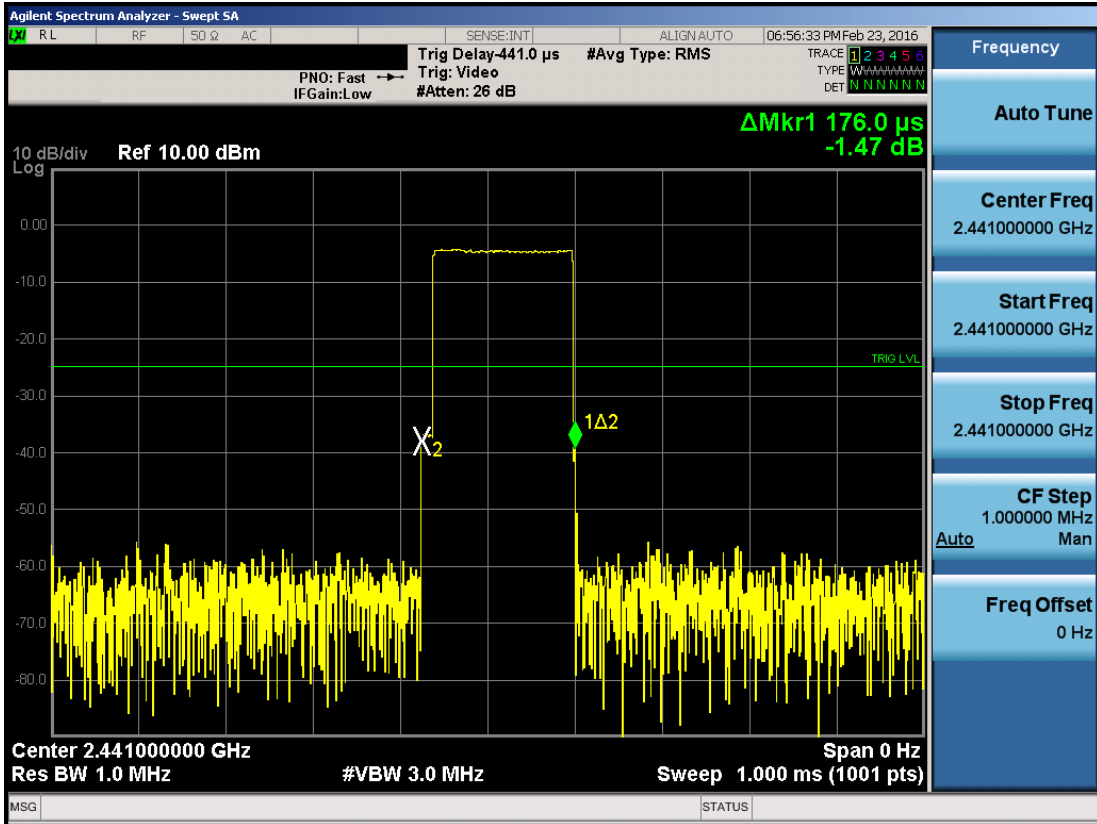 Agilent Spectrum Analyzer - Swept SA
LXI RL RF 50 Ω AC SENSE:INT ALIGN AUTO 06:56:33 PM Feb 23, 2016
Trig Delay-441.0 µs #Avg Type: RMS TRACE 1 2 3 4 5 6
PNO: Fast Trig: Video TYPE WWWWWW
IFGain:Low #Atten: 26 dB DET N N N N N N
ΔMkr1 176.0 µs
-1.47 dB
10 dB/div Ref 10.00 dBm
Log
0.00
-10.0
-20.0
TRIG LVL
-30.0
1Δ2
2
-40.0
-50.0
-60.0
-70.0
-80.0
Center 2.441000000 GHz Span 0 Hz
Res BW 1.0 MHz #VBW 3.0 MHz Sweep 1.000 ms (1001 pts)
MSG STATUS
Frequency
Auto Tune
Center Freq
2.441000000 GHz
Start Freq
2.441000000 GHz
Stop Freq
2.441000000 GHz
CF Step
1.000000 MHz
Auto Man
Freq Offset
0 Hz